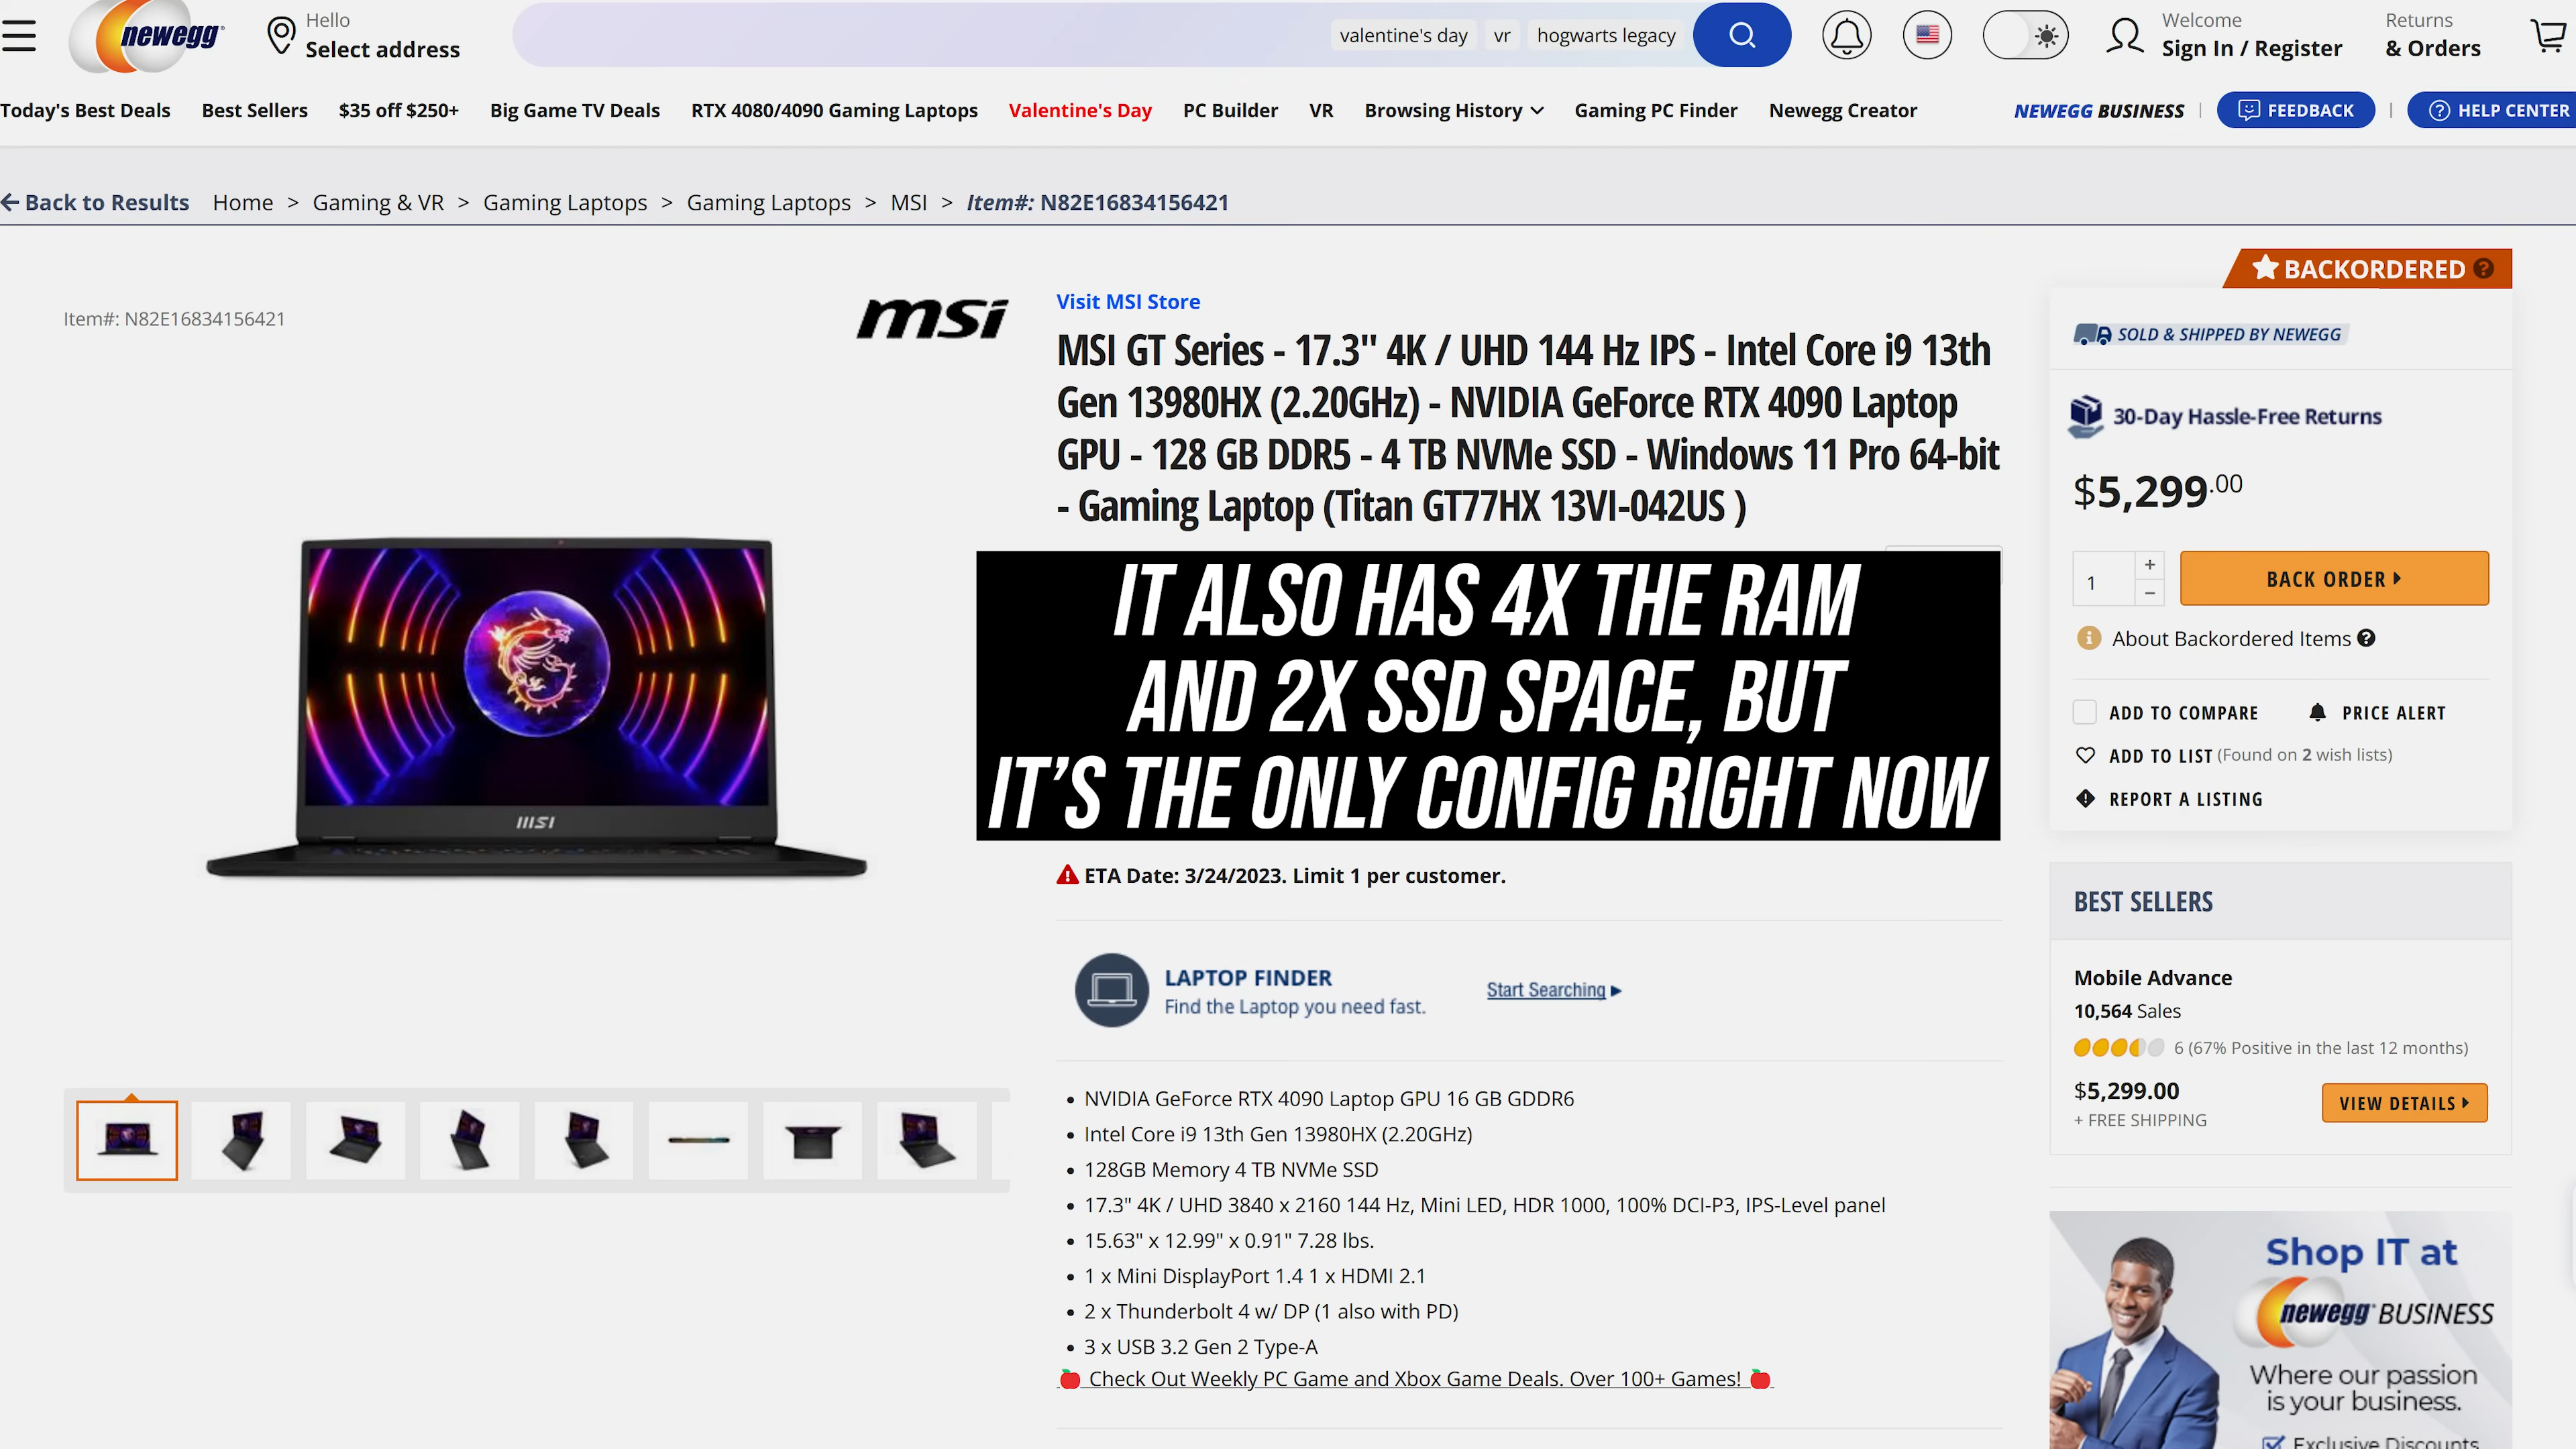 newegg
Hello
Select address
valentine's day
vr
hogwarts legacy
Welcome
Sign In / Register
Returns
& Orders
Today's Best Deals
Best Sellers
$35 off $250+
Big Game TV Deals
RTX 4080/4090 Gaming Laptops
Valentine's Day
PC Builder
VR
Browsing History
Gaming PC Finder
Newegg Creator
NEWEGG BUSINESS
FEEDBACK
HELP CENTER
Back to Results
Home > Gaming & VR > Gaming Laptops > Gaming Laptops > MSI > Item#: N82E16834156421
Item#: N82E16834156421
msi
msi
Visit MSI Store
MSI GT Series - 17.3" 4K / UHD 144 Hz IPS - Intel Core i9 13th
Gen 13980HX (2.20GHz) - NVIDIA GeForce RTX 4090 Laptop
GPU - 128 GB DDR5 - 4 TB NVMe SSD - Windows 11 Pro 64-bit
- Gaming Laptop (Titan GT77HX 13VI-042US )
IT ALSO HAS 4X THE RAM
AND 2X SSD SPACE, BUT
IT'S THE ONLY CONFIG RIGHT NOW
ETA Date: 3/24/2023. Limit 1 per customer.
LAPTOP FINDER
Find the Laptop you need fast.
Start Searching
NVIDIA GeForce RTX 4090 Laptop GPU 16 GB GDDR6
Intel Core i9 13th Gen 13980HX (2.20GHz)
128GB Memory 4 TB NVMe SSD
17.3" 4K / UHD 3840 x 2160 144 Hz, Mini LED, HDR 1000, 100% DCI-P3, IPS-Level panel
15.63" x 12.99" x 0.91" 7.28 lbs.
1 x Mini DisplayPort 1.4 1 x HDMI 2.1
2 x Thunderbolt 4 w/ DP (1 also with PD)
3 x USB 3.2 Gen 2 Type-A
Check Out Weekly PC Game and Xbox Game Deals. Over 100+ Games!
BACKORDERED
SOLD & SHIPPED BY NEWEGG
30-Day Hassle-Free Returns
$5,299.00
1
BACK ORDER
About Backordered Items
ADD TO COMPARE
PRICE ALERT
ADD TO LIST (Found on 2 wish lists)
REPORT A LISTING
BEST SELLERS
Mobile Advance
10,564 Sales
6 (67% Positive in the last 12 months)
$5,299.00
+ FREE SHIPPING
VIEW DETAILS
Shop IT at
newegg BUSINESS
Where our passion
is your business.
Exclusive Discounts